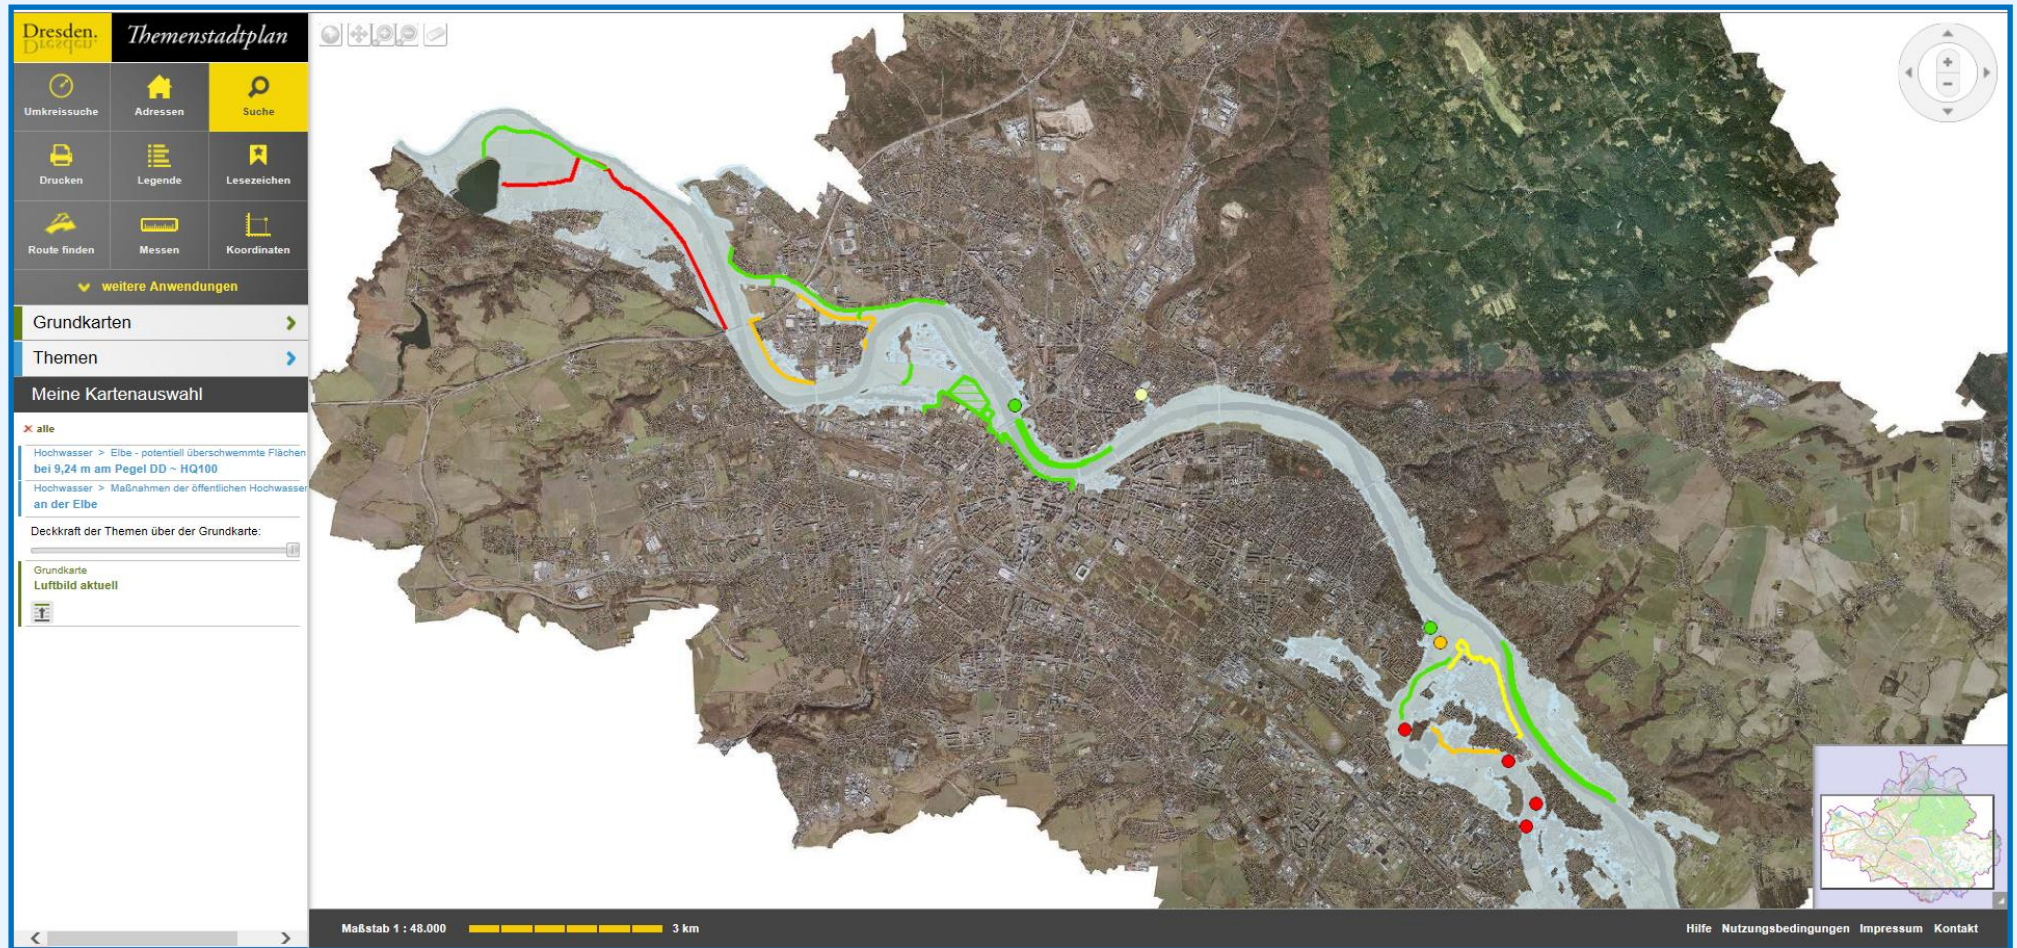 Dresden.
Themenstadtplan
Umkreissuche
Adressen
Suche
Drucken
Legende
Lesezeichen
Route finden
Messen
Koordinaten
weitere Anwendungen
Grundkarten
Themen
Meine Kartenauswahl
alle
Hochwasser > Elbe - potentiell überschwemmte Flächen
bei 9,24 m am Pegel DD ~ HQ100
Hochwasser > Maßnahmen der öffentlichen Hochwasser
an der Elbe
Deckkraft der Themen über der Grundkarte:
Grundkarte
Luftbild aktuell
Maßstab 1 : 48.000
3 km
Hilfe Nutzungsbedingungen Impressum Kontakt